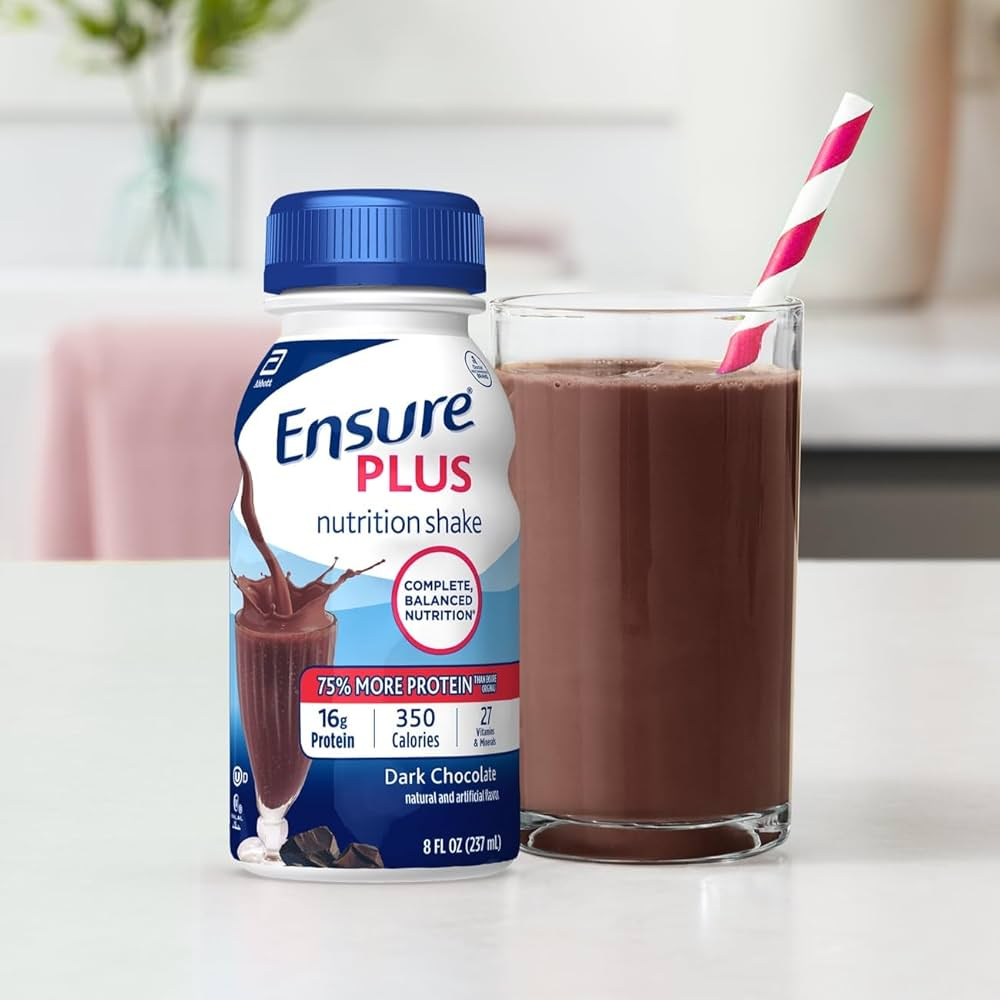 Abbott
Ensure®
PLUS
nutrition shake
COMPLETE,
BALANCED
NUTRITION
75% MORE PROTEIN THAN ENSURE
ORIGINAL
16g
Protein
350
Calories
27
Vitamins
& Minerals
Dark Chocolate
natural and artificial flavor
U D
8 FL OZ (237 mL)